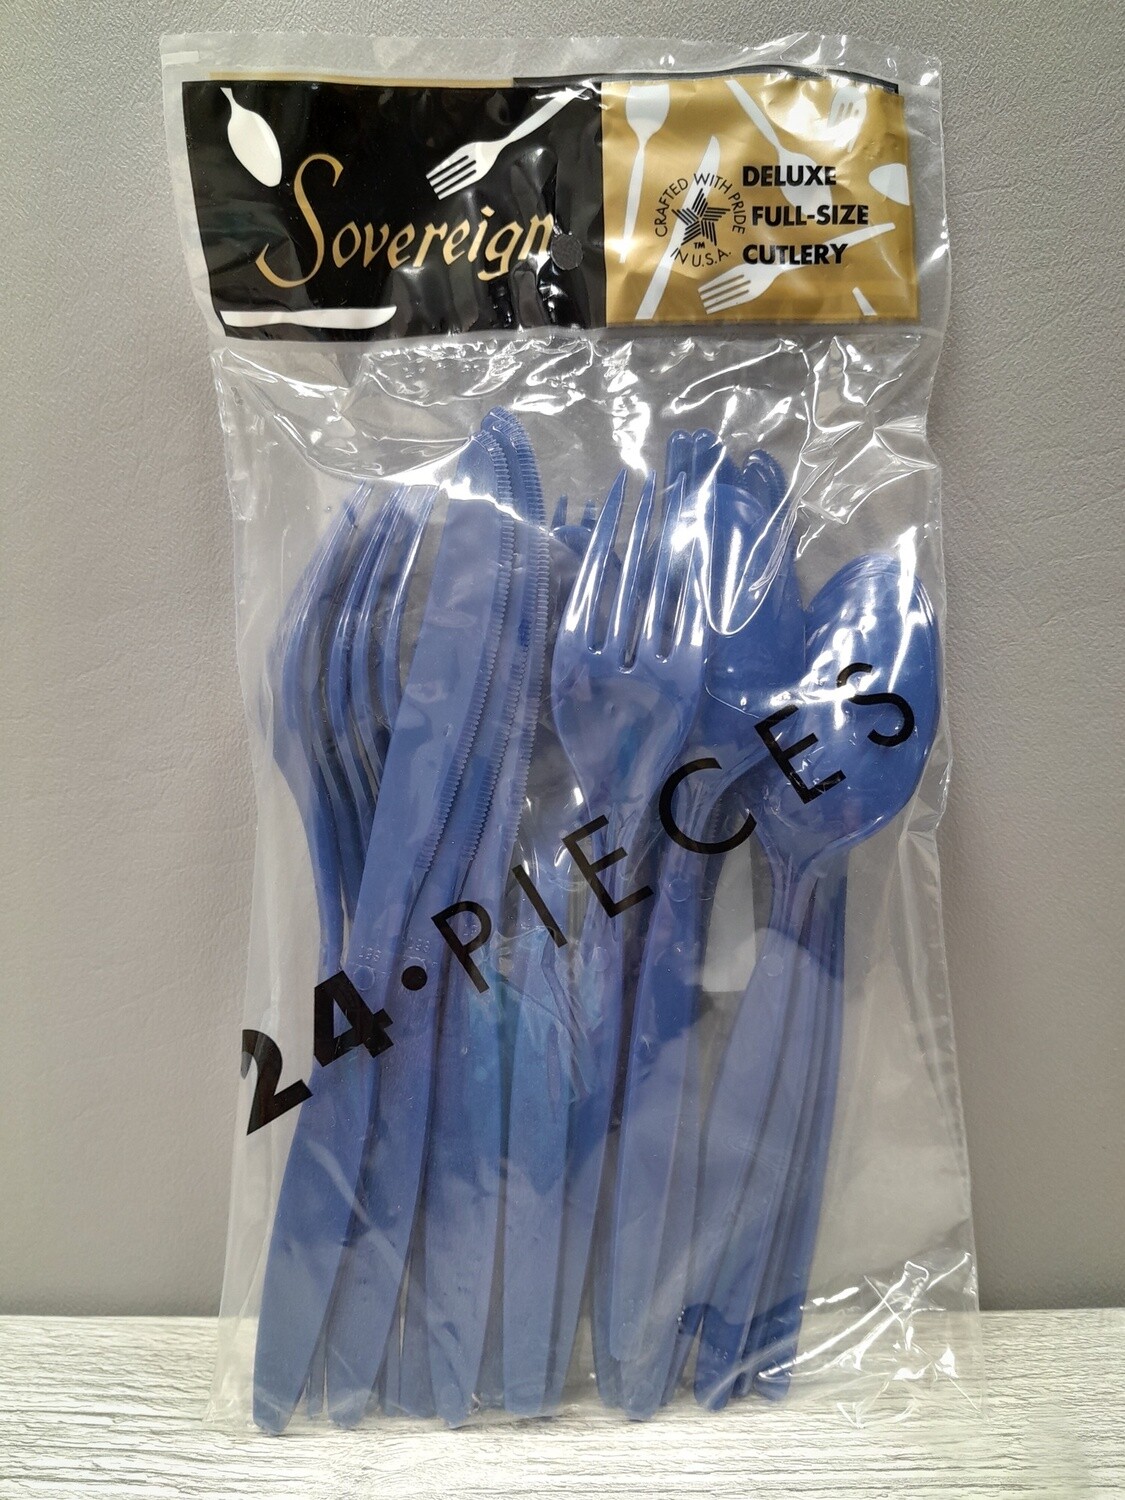 Sovereign
CRAFTED WITH PRIDE
TM
IN U.S.A.
DELUXE
FULL-SIZE
CUTLERY
24 • PIECES